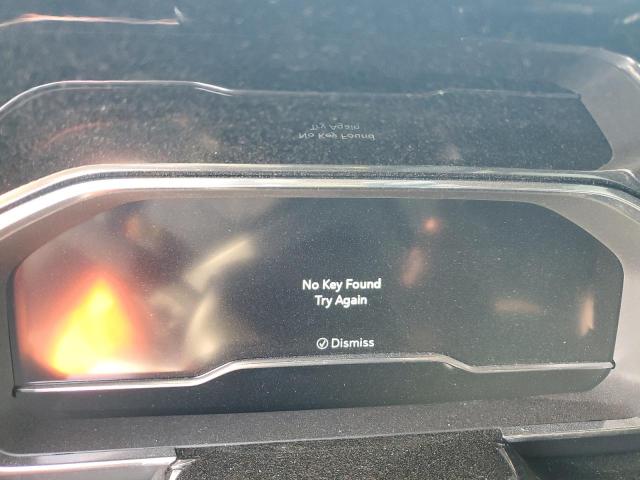 No Key Found
Try Again
✓ Dismiss